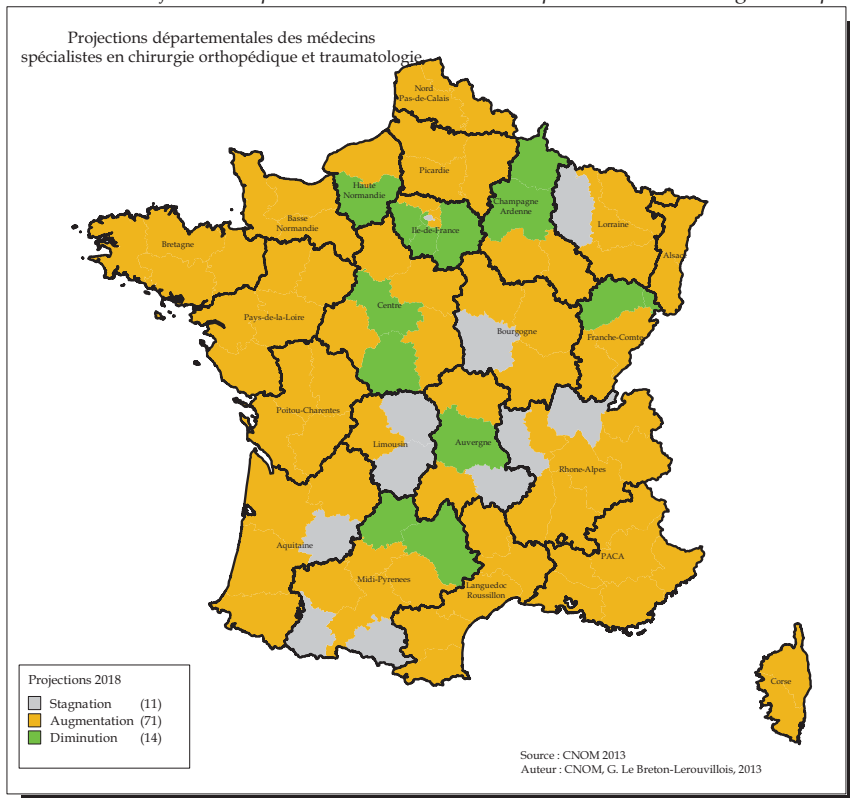 Projections départementales des médecins
spécialistes en chirurgie orthopédique et traumatologie
Nord
Pas-de-Calais
Picardie
Haute
Normandie
Champagne
Ardenne
Basse
Normandie
Ile-de-France
Lorraine
Alsace
Bretagne
Centre
Pays-de-la-Loire
Bourgogne
Franche-Comte
Poitou-Charentes
Limousin
Auvergne
Rhone-Alpes
Aquitaine
PACA
Midi-Pyrenees
Languedoc
Roussillon
Corse
Projections 2018
Stagnation (11)
Augmentation (71)
Diminution (14)
Source : CNOM 2013
Auteur : CNOM, G. Le Breton-Lerouvillois, 2013